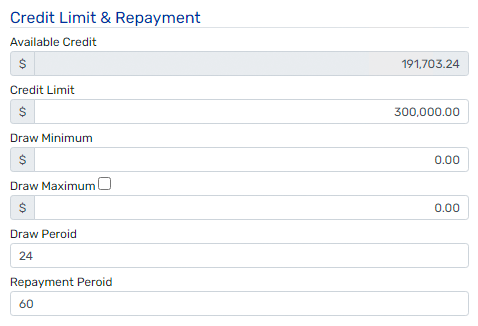 Credit Limit & Repayment
Available Credit
$ 191,703.24
Credit Limit
$ 300,000.00
Draw Minimum
$ 0.00
Draw Maximum
$ 0.00
Draw Peroid
24
Repayment Peroid
60